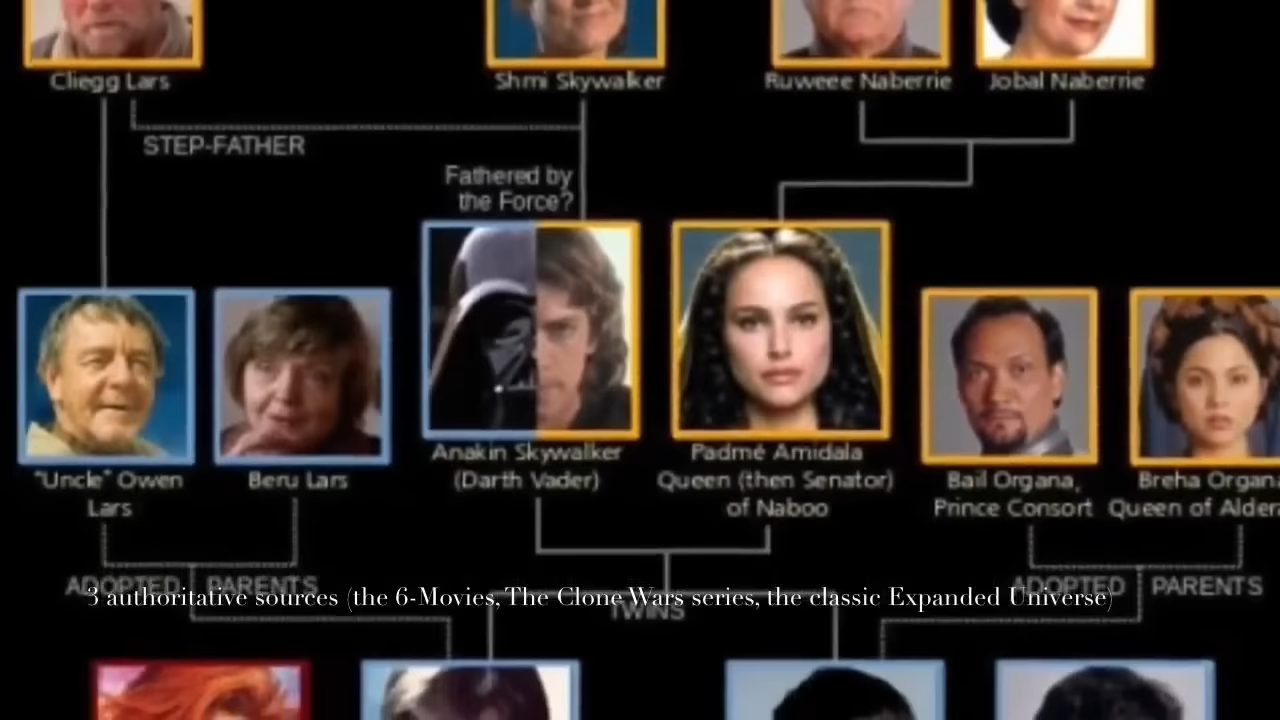 Cliegg Lars
Shmi Skywalker
Ruweee Naberrie
Jobal Naberrie
STEP-FATHER
Fathered by
the Force?
Anakin Skywalker
(Darth Vader)
Padmé Amidala
Queen (then Senator)
of Naboo
"Uncle" Owen
Lars
Beru Lars
Bail Organa,
Prince Consort
Breha Organa
Queen of Aldera
ADOPTED PARENTS
ADOPTED PARENTS
3 authoritative sources (the 6-Movies, The Clone Wars series, the classic Expanded Universe)
TWINS